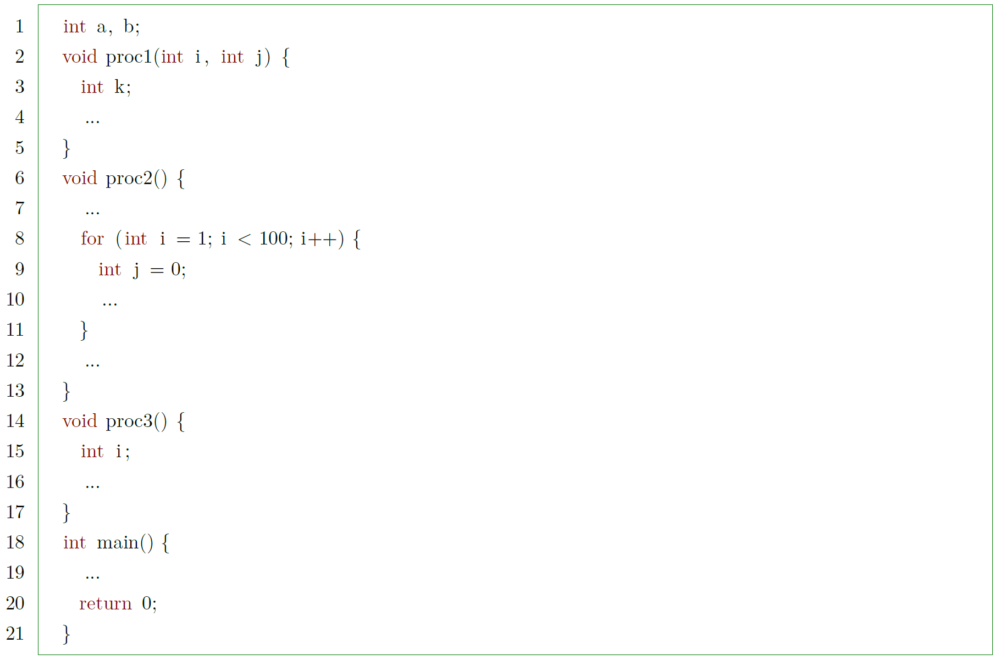 1 int a, b;
2 void proc1(int i, int j) {
3 int k;
4 ...
5 }
6 void proc2() {
7 ...
8 for (int i = 1; i < 100; i++) {
9 int j = 0;
10 ...
11 }
12 ...
13 }
14 void proc3() {
15 int i;
16 ...
17 }
18 int main() {
19 ...
20 return 0;
21 }